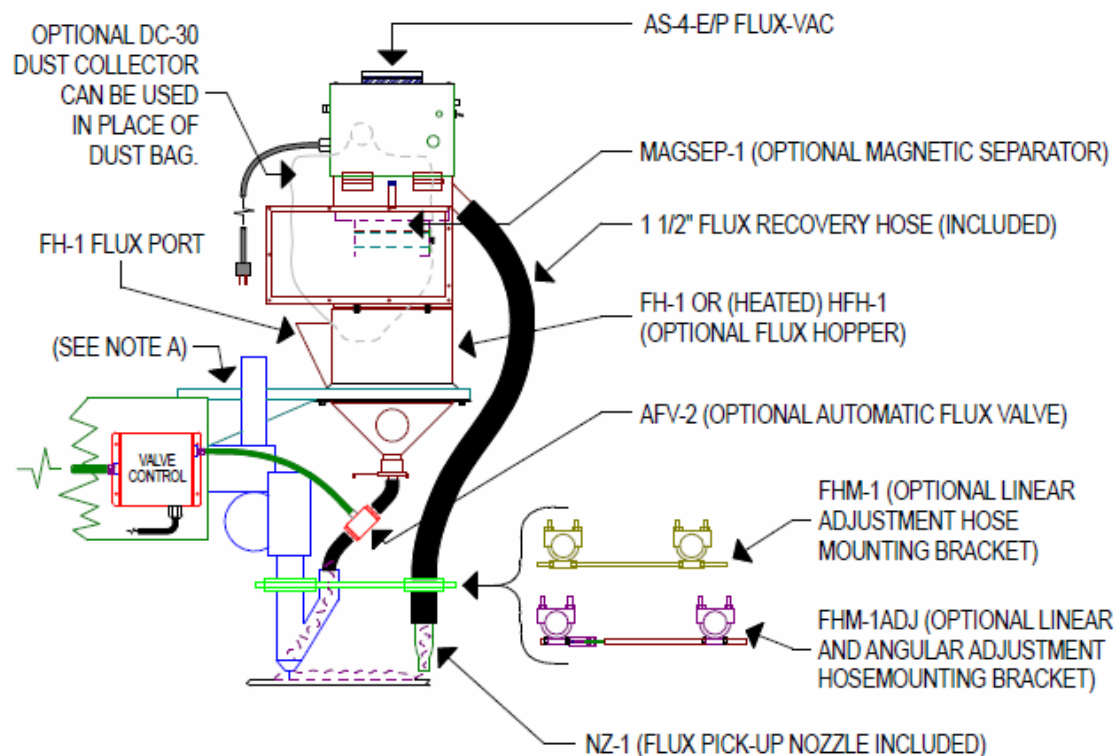 OPTIONAL DC-30
DUST COLLECTOR
CAN BE USED
IN PLACE OF
DUST BAG.
FH-1 FLUX PORT
(SEE NOTE A)
VALVE
CONTROL
AS-4-E/P FLUX-VAC
MAGSEP-1 (OPTIONAL MAGNETIC SEPARATOR)
1 1/2" FLUX RECOVERY HOSE (INCLUDED)
FH-1 OR (HEATED) HFH-1
(OPTIONAL FLUX HOPPER)
AFV-2 (OPTIONAL AUTOMATIC FLUX VALVE)
FHM-1 (OPTIONAL LINEAR
ADJUSTMENT HOSE
MOUNTING BRACKET)
FHM-1ADJ (OPTIONAL LINEAR
AND ANGULAR ADJUSTMENT
HOSEMOUNTING BRACKET)
NZ-1 (FLUX PICK-UP NOZZLE INCLUDED)